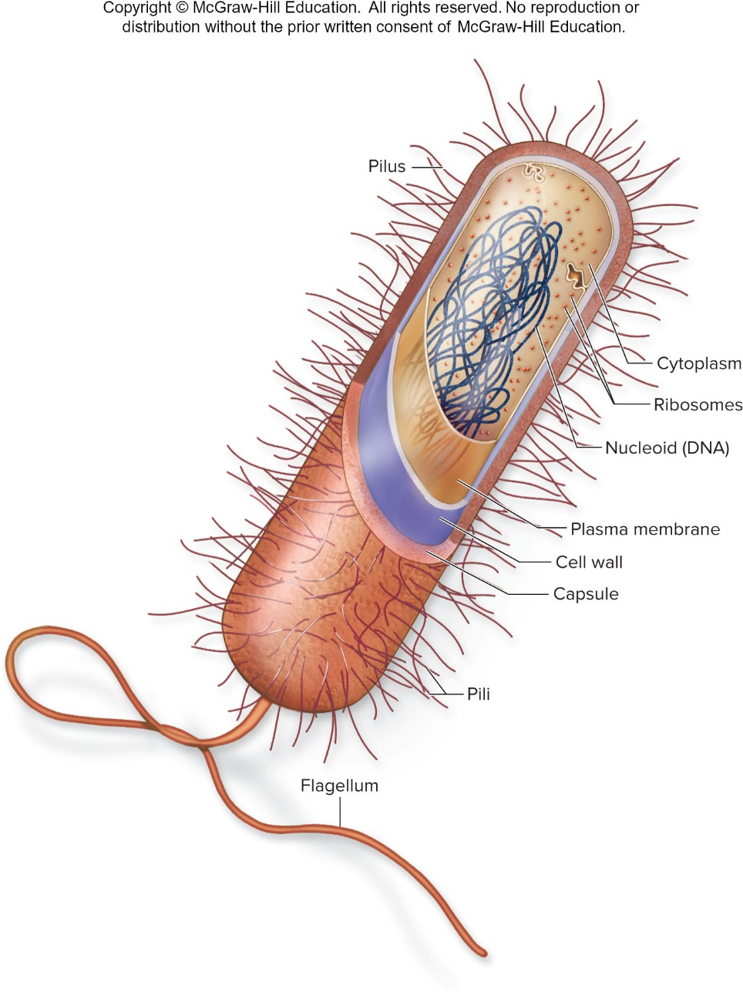 Copyright © McGraw-Hill Education. All rights reserved. No reproduction or
distribution without the prior written consent of McGraw-Hill Education.
Pilus
Cytoplasm
Ribosomes
Nucleoid (DNA)
Plasma membrane
Cell wall
Capsule
Pili
Flagellum